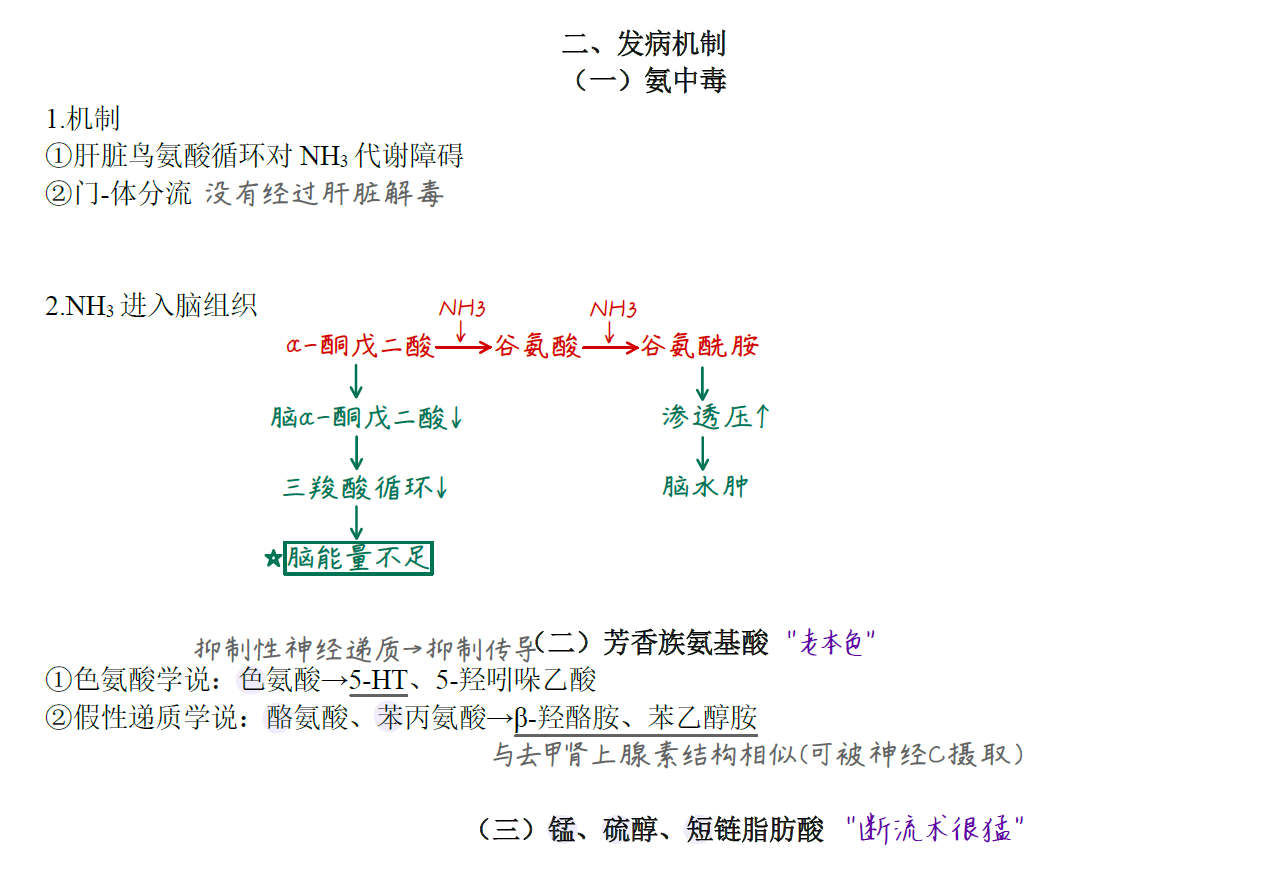 二、发病机制
（一）氨中毒
1.机制
①肝脏鸟氨酸循环对 NH₃ 代谢障碍
②门-体分流 没有经过肝脏解毒
2.NH₃ 进入脑组织
NH3 NH3
α-酮戊二酸→谷氨酸→谷氨酰胺
脑α-酮戊二酸↓ 渗透压↑
三羧酸循环↓ 脑水肿
☆脑能量不足
抑制性神经递质→抑制传导
（二）芳香族氨基酸 "老本色"
①色氨酸学说：色氨酸→5-HT、5-羟吲哚乙酸
②假性递质学说：酪氨酸、苯丙氨酸→β-羟酪胺、苯乙醇胺
与去甲肾上腺素结构相似(可被神经C摄取)
（三）锰、硫醇、短链脂肪酸 "断流术很猛"